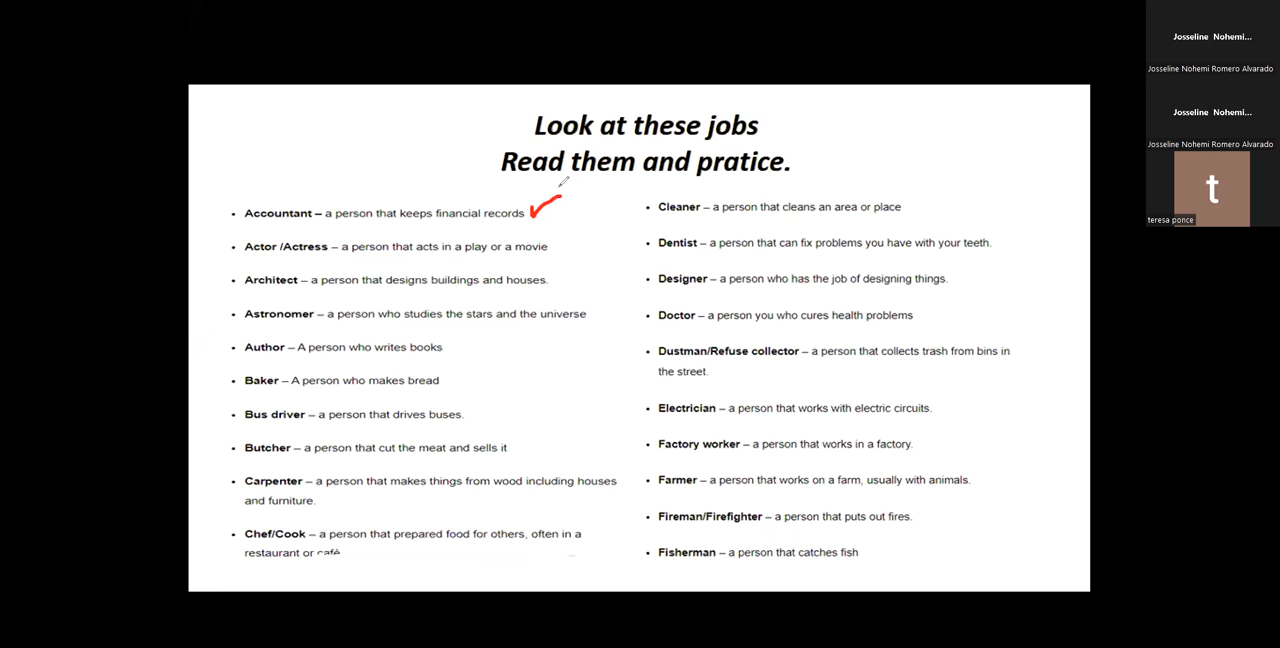 Look at these jobs
Read them and pratice.
• Accountant – a person that keeps financial records
• Actor /Actress – a person that acts in a play or a movie
• Architect – a person that designs buildings and houses.
• Astronomer – a person who studies the stars and the universe
• Author – A person who writes books
• Baker – A person who makes bread
• Bus driver – a person that drives buses.
• Butcher – a person that cut the meat and sells it
• Carpenter – a person that makes things from wood including houses
and furniture.
• Chef/Cook – a person that prepared food for others, often in a
restaurant or café
• Cleaner – a person that cleans an area or place
• Dentist – a person that can fix problems you have with your teeth.
• Designer – a person who has the job of designing things.
• Doctor – a person you who cures health problems
• Dustman/Refuse collector – a person that collects trash from bins in
the street.
• Electrician – a person that works with electric circuits.
• Factory worker – a person that works in a factory.
• Farmer – a person that works on a farm, usually with animals.
• Fireman/Firefighter – a person that puts out fires.
• Fisherman – a person that catches fish
Josseline Nohemi...
Josseline Nohemi Romero Alvarado
Josseline Nohemi...
Josseline Nohemi Romero Alvarado
t
teresa ponce